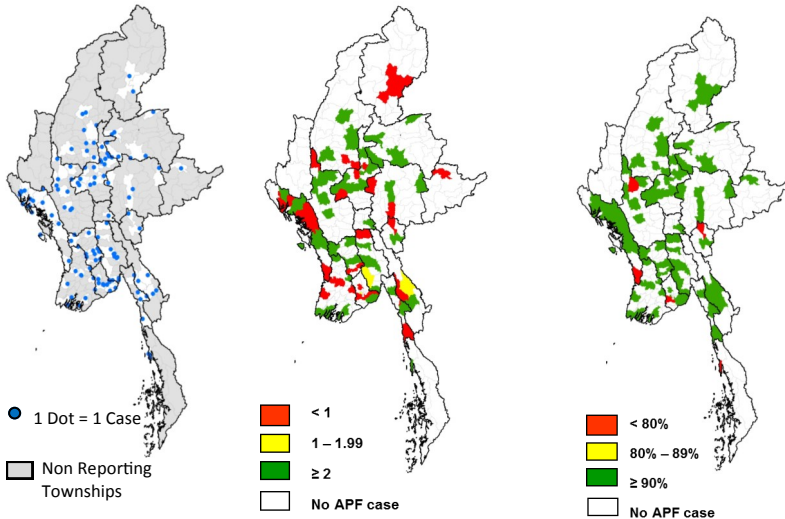 1 Dot = 1 Case
Non Reporting
Townships
< 1
1 – 1.99
≥ 2
No APF case
< 80%
80% – 89%
≥ 90%
No APF case